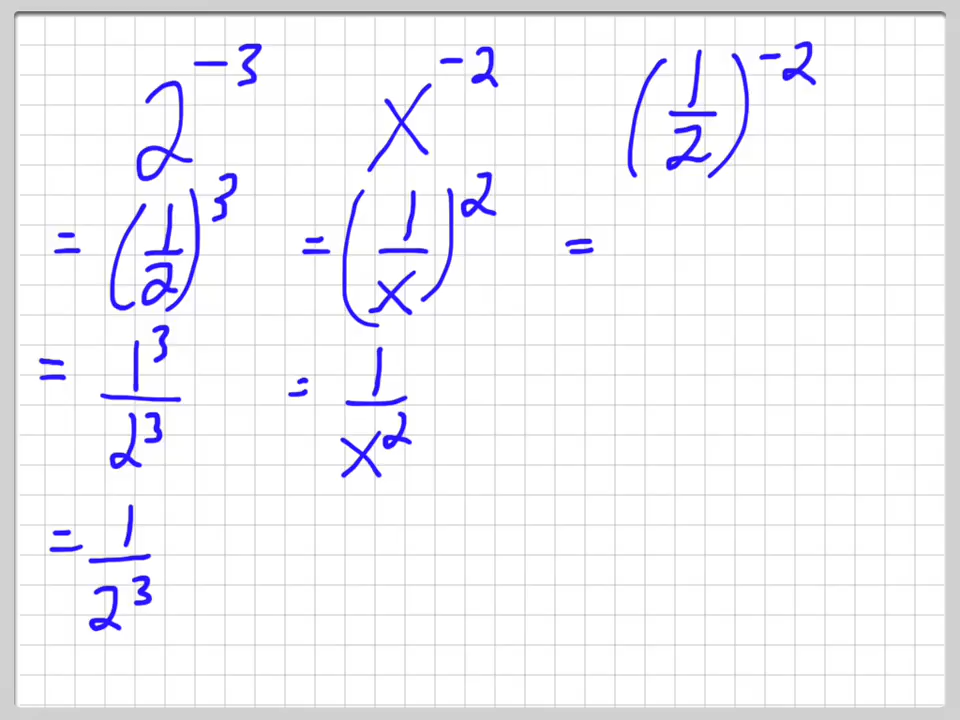 2^{-3}
= (1/2)^3
= 1^3/2^3
= 1/2^3
x^{-2}
= (1/x)^2
= 1/x^2
(1/2)^{-2}
=